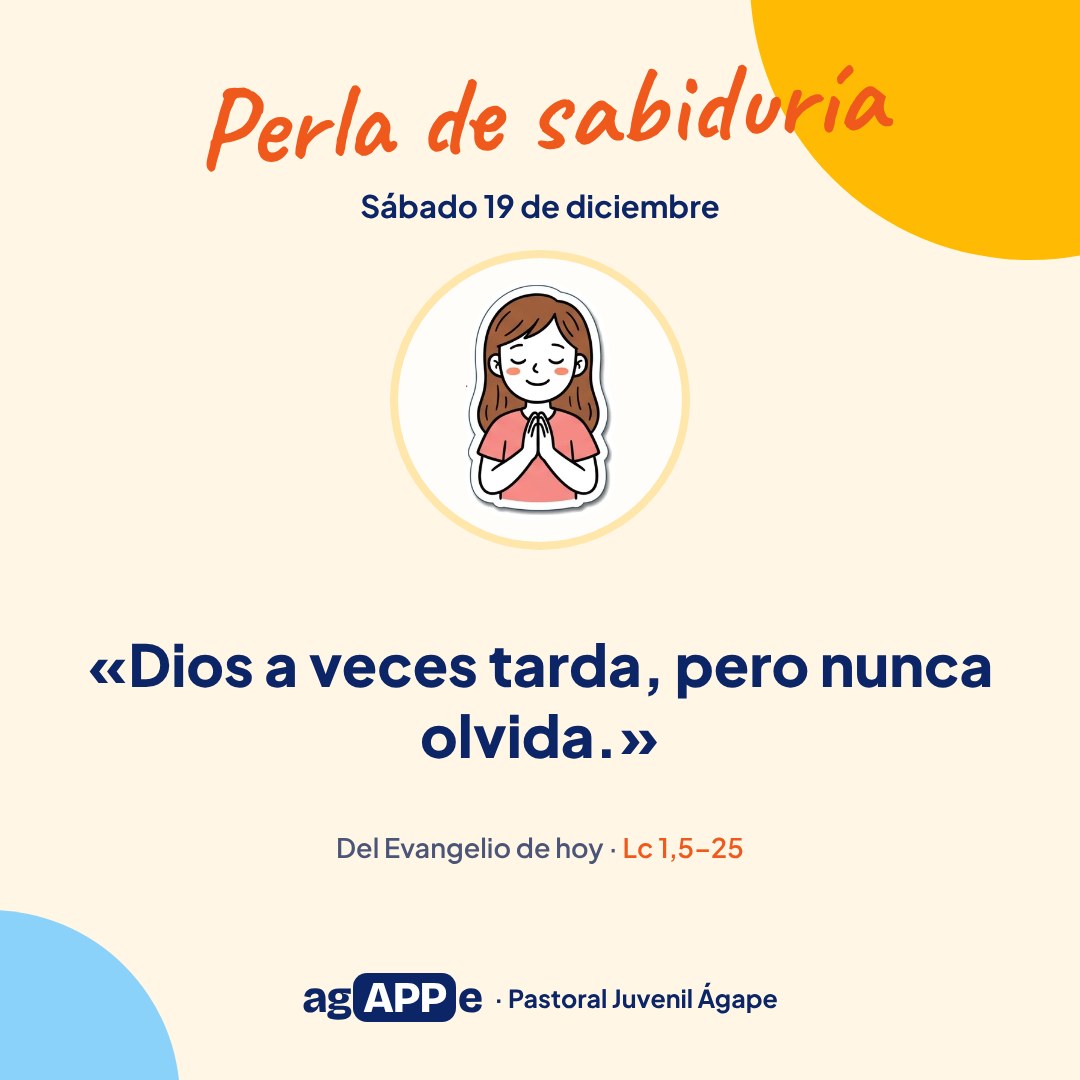 Perla de sabiduría
Sábado 19 de diciembre
«Dios a veces tarda, pero nunca
olvida.»
Del Evangelio de hoy · Lc 1,5–25
agAPPe · Pastoral Juvenil Ágape